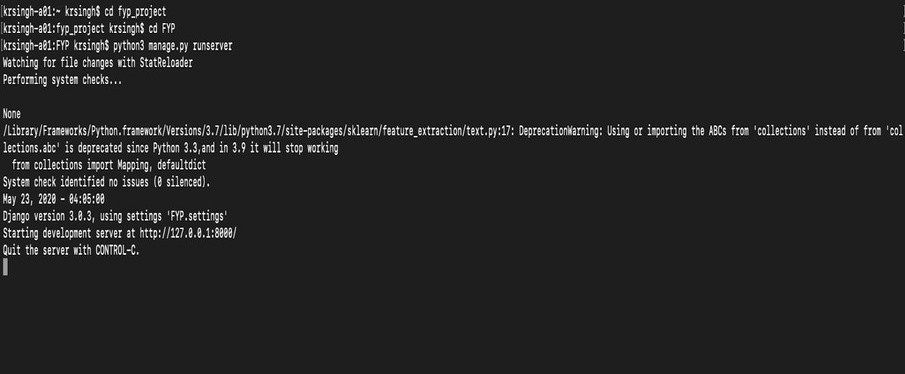 [krsingh-a01:~ krsingh$ cd fyp_project
[krsingh-a01:fyp_project krsingh$ cd FYP
[krsingh-a01:FYP krsingh$ python3 manage.py runserver
Watching for file changes with StatReloader
Performing system checks...
None
/Library/Frameworks/Python.framework/Versions/3.7/lib/python3.7/site-packages/sklearn/feature_extraction/text.py:17: DeprecationWarning: Using or importing the ABCs from 'collections' instead of from 'col
lections.abc' is deprecated since Python 3.3,and in 3.9 it will stop working
  from collections import Mapping, defaultdict
System check identified no issues (0 silenced).
May 23, 2020 - 04:05:00
Django version 3.0.3, using settings 'FYP.settings'
Starting development server at http://127.0.0.1:8000/
Quit the server with CONTROL-C.